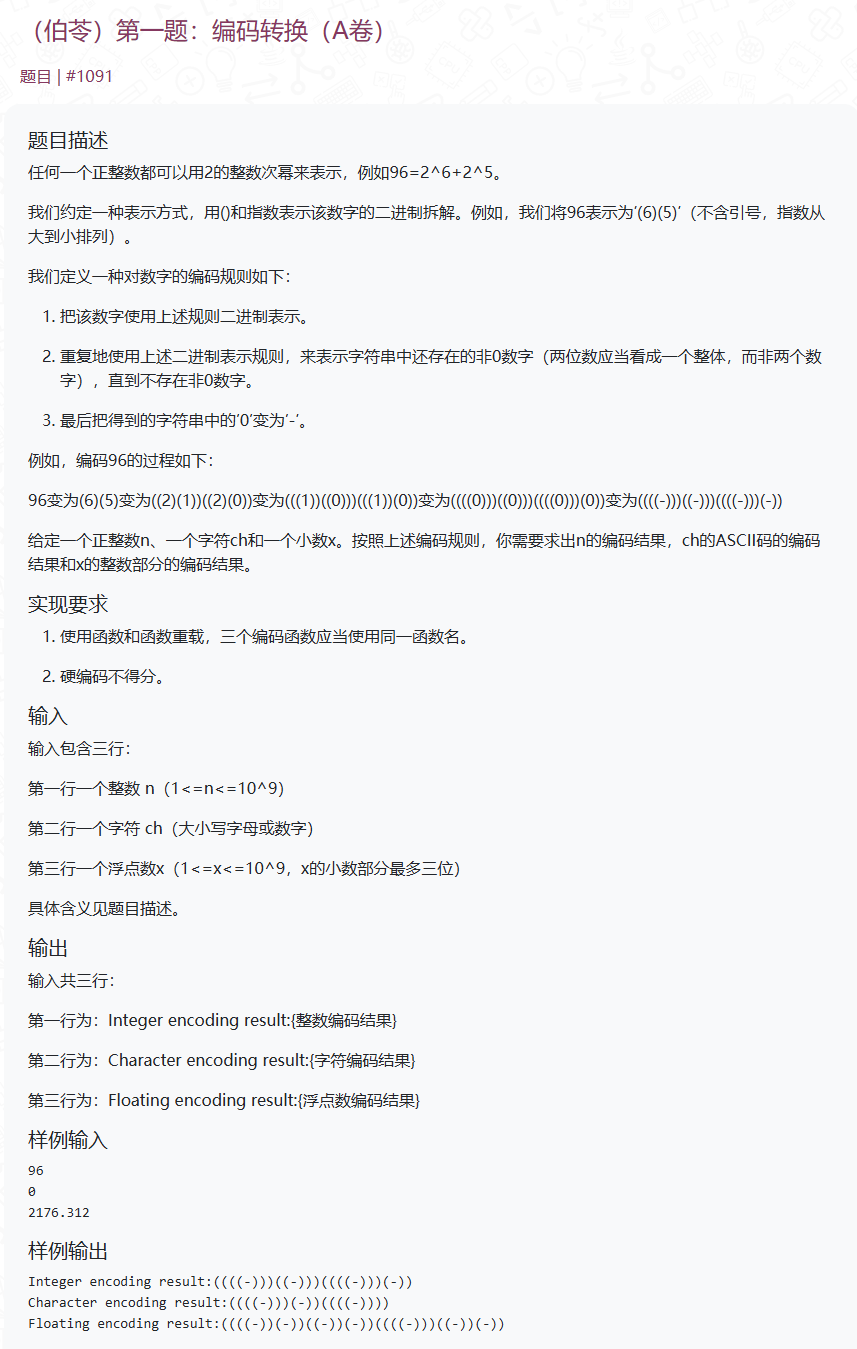 （伯苓）第一题：编码转换（A卷）
题目 | #1091
题目描述
任何一个正整数都可以用2的整数次幂来表示，例如96=2^6+2^5。
我们约定一种表示方式，用()和指数表示该数字的二进制拆解。例如，我们将96表示为'(6)(5)'（不含引号，指数从
大到小排列）。
我们定义一种对数字的编码规则如下：
1. 把该数字使用上述规则二进制表示。
2. 重复地使用上述二进制表示规则，来表示字符串中还存在的非0数字（两位数应当看成一个整体，而非两个数
字），直到不存在非0数字。
3. 最后把得到的字符串中的'0'变为'-'。
例如，编码96的过程如下：
96变为(6)(5)变为((2)(1))((2)(0))变为(((1))((0)))(((1))(0))变为((((0)))((0)))((((0)))(0))变为((((-)))((-)))((((-)))(-))
给定一个正整数n、一个字符ch和一个小数x。按照上述编码规则，你需要求出n的编码结果，ch的ASCII码的编码
结果和x的整数部分的编码结果。
实现要求
1. 使用函数和函数重载，三个编码函数应当使用同一函数名。
2. 硬编码不得分。
输入
输入包含三行：
第一行一个整数 n（1<=n<=10^9）
第二行一个字符 ch（大小写字母或数字）
第三行一个浮点数x（1<=x<=10^9，x的小数部分最多三位）
具体含义见题目描述。
输出
输入共三行：
第一行为：Integer encoding result:{整数编码结果}
第二行为：Character encoding result:{字符编码结果}
第三行为：Floating encoding result:{浮点数编码结果}
样例输入
96
0
2176.312
样例输出
Integer encoding result:((((-)))((-)))((((-)))(-))
Character encoding result:((((-)))(-))((((-))))
Floating encoding result:((((-))(-))((-))(-))((((-)))((-))(-))